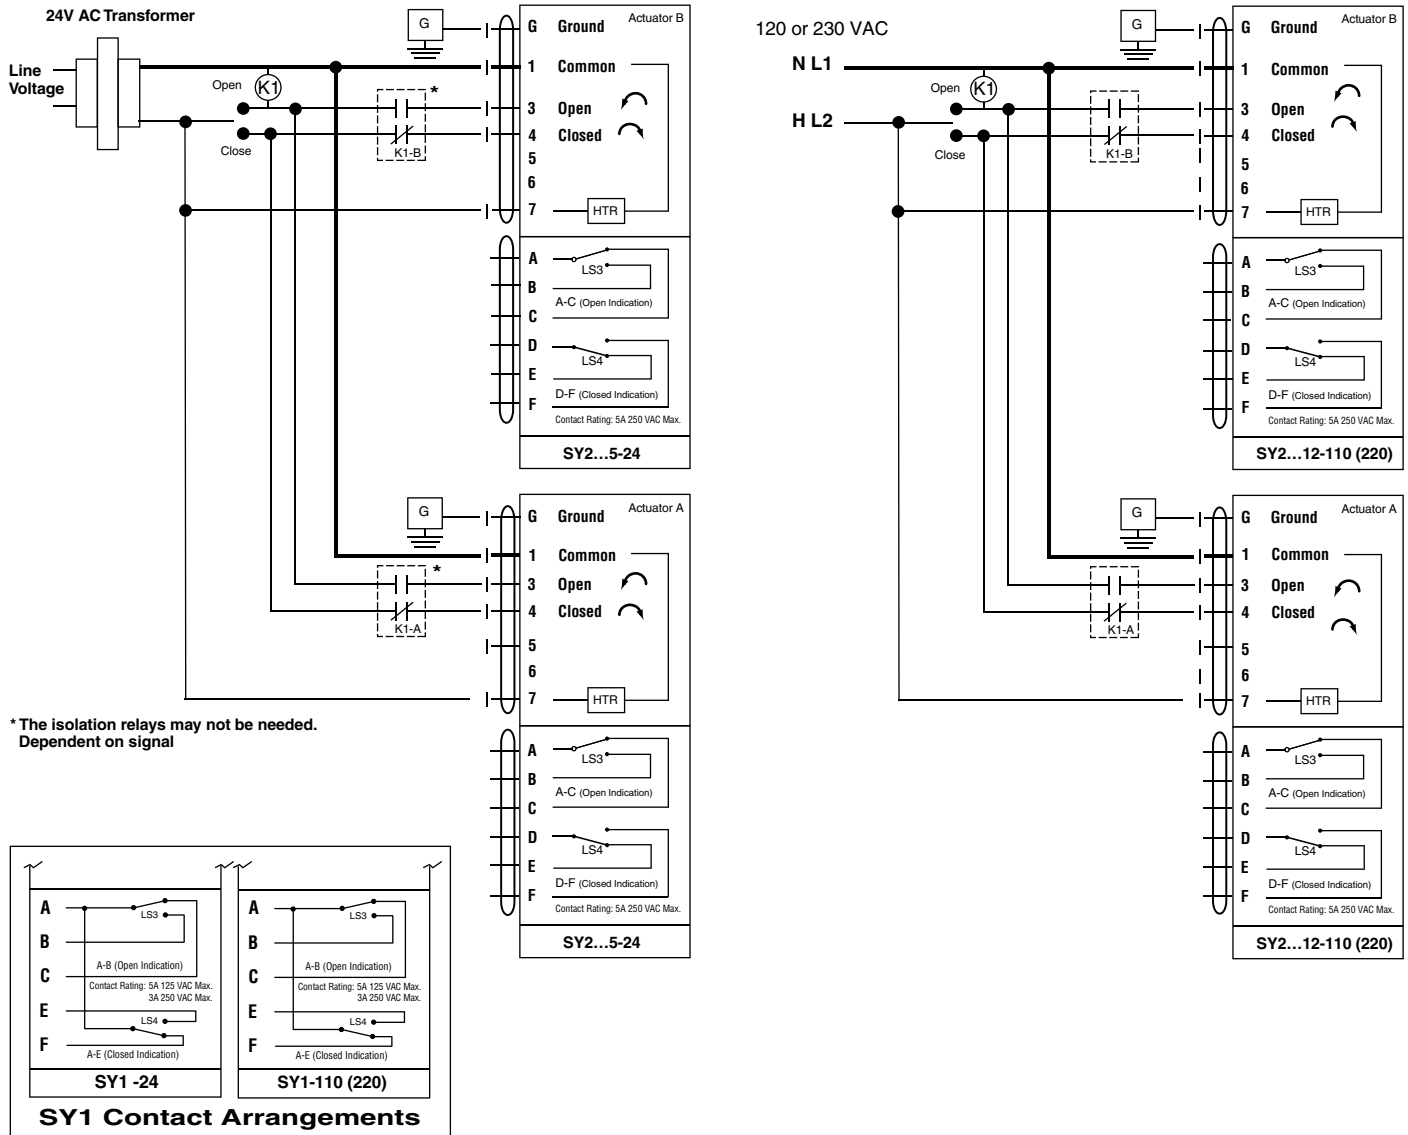 24V AC Transformer
Line
Voltage
Open
K1
Close
*
K1-B
G
Actuator B
G Ground
1 Common
3 Open
4 Closed
5
6
7 HTR
A
LS3
B
A-C (Open Indication)
C
D
LS4
E
D-F (Closed Indication)
F
Contact Rating: 5A 250 VAC Max.
SY2...5-24
G
Actuator A
G Ground
1 Common
*
3 Open
4 Closed
K1-A
5
6
7 HTR
A
LS3
B
A-C (Open Indication)
C
D
LS4
E
D-F (Closed Indication)
F
Contact Rating: 5A 250 VAC Max.
SY2...5-24
* The isolation relays may not be needed.
Dependent on signal
120 or 230 VAC
N L1
H L2
Open
K1
Close
K1-B
G
Actuator B
G Ground
1 Common
3 Open
4 Closed
5
6
7 HTR
A
LS3
B
A-C (Open Indication)
C
D
LS4
E
D-F (Closed Indication)
F
Contact Rating: 5A 250 VAC Max.
SY2...12-110 (220)
G
Actuator A
G Ground
1 Common
3 Open
4 Closed
K1-A
5
6
7 HTR
A
LS3
B
A-C (Open Indication)
C
D
LS4
E
D-F (Closed Indication)
F
Contact Rating: 5A 250 VAC Max.
SY2...12-110 (220)
A
LS3
B
A-B (Open Indication)
C
Contact Rating: 5A 125 VAC Max.
3A 250 VAC Max.
E
LS4
F
A-E (Closed Indication)
SY1 -24
A
LS3
B
A-B (Open Indication)
C
Contact Rating: 5A 125 VAC Max.
3A 250 VAC Max.
E
LS4
F
A-E (Closed Indication)
SY1-110 (220)
SY1 Contact Arrangements